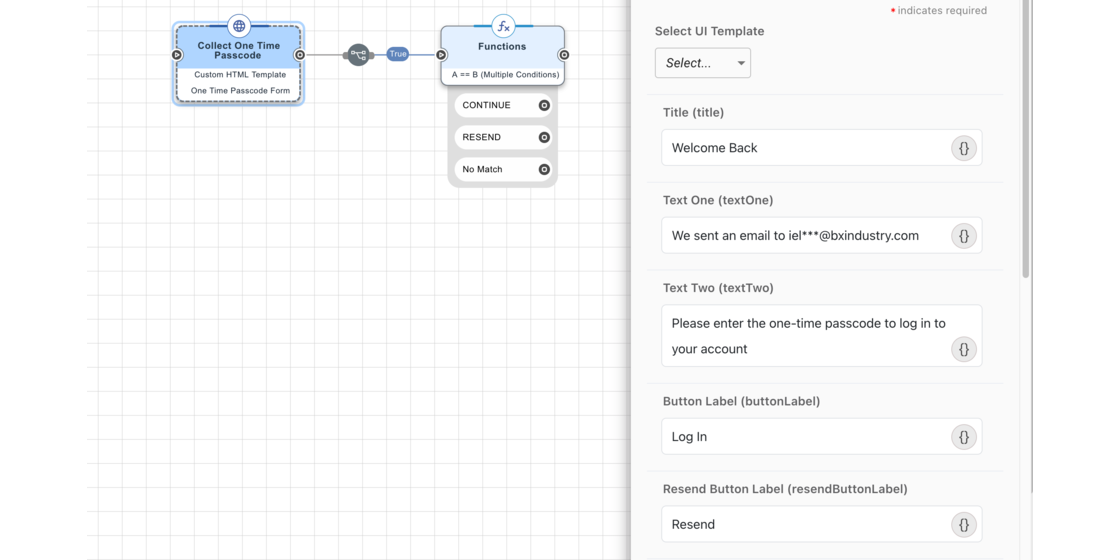 Collect One Time
Passcode
Custom HTML Template
One Time Passcode Form
True
fx
Functions
A == B (Multiple Conditions)
CONTINUE
RESEND
No Match
• indicates required
Select UI Template
Select...
Title (title)
Welcome Back
{}
Text One (textOne)
We sent an email to iel***@bxindustry.com
{}
Text Two (textTwo)
Please enter the one-time passcode to log in to
your account
{}
Button Label (buttonLabel)
Log In
{}
Resend Button Label (resendButtonLabel)
Resend
{}